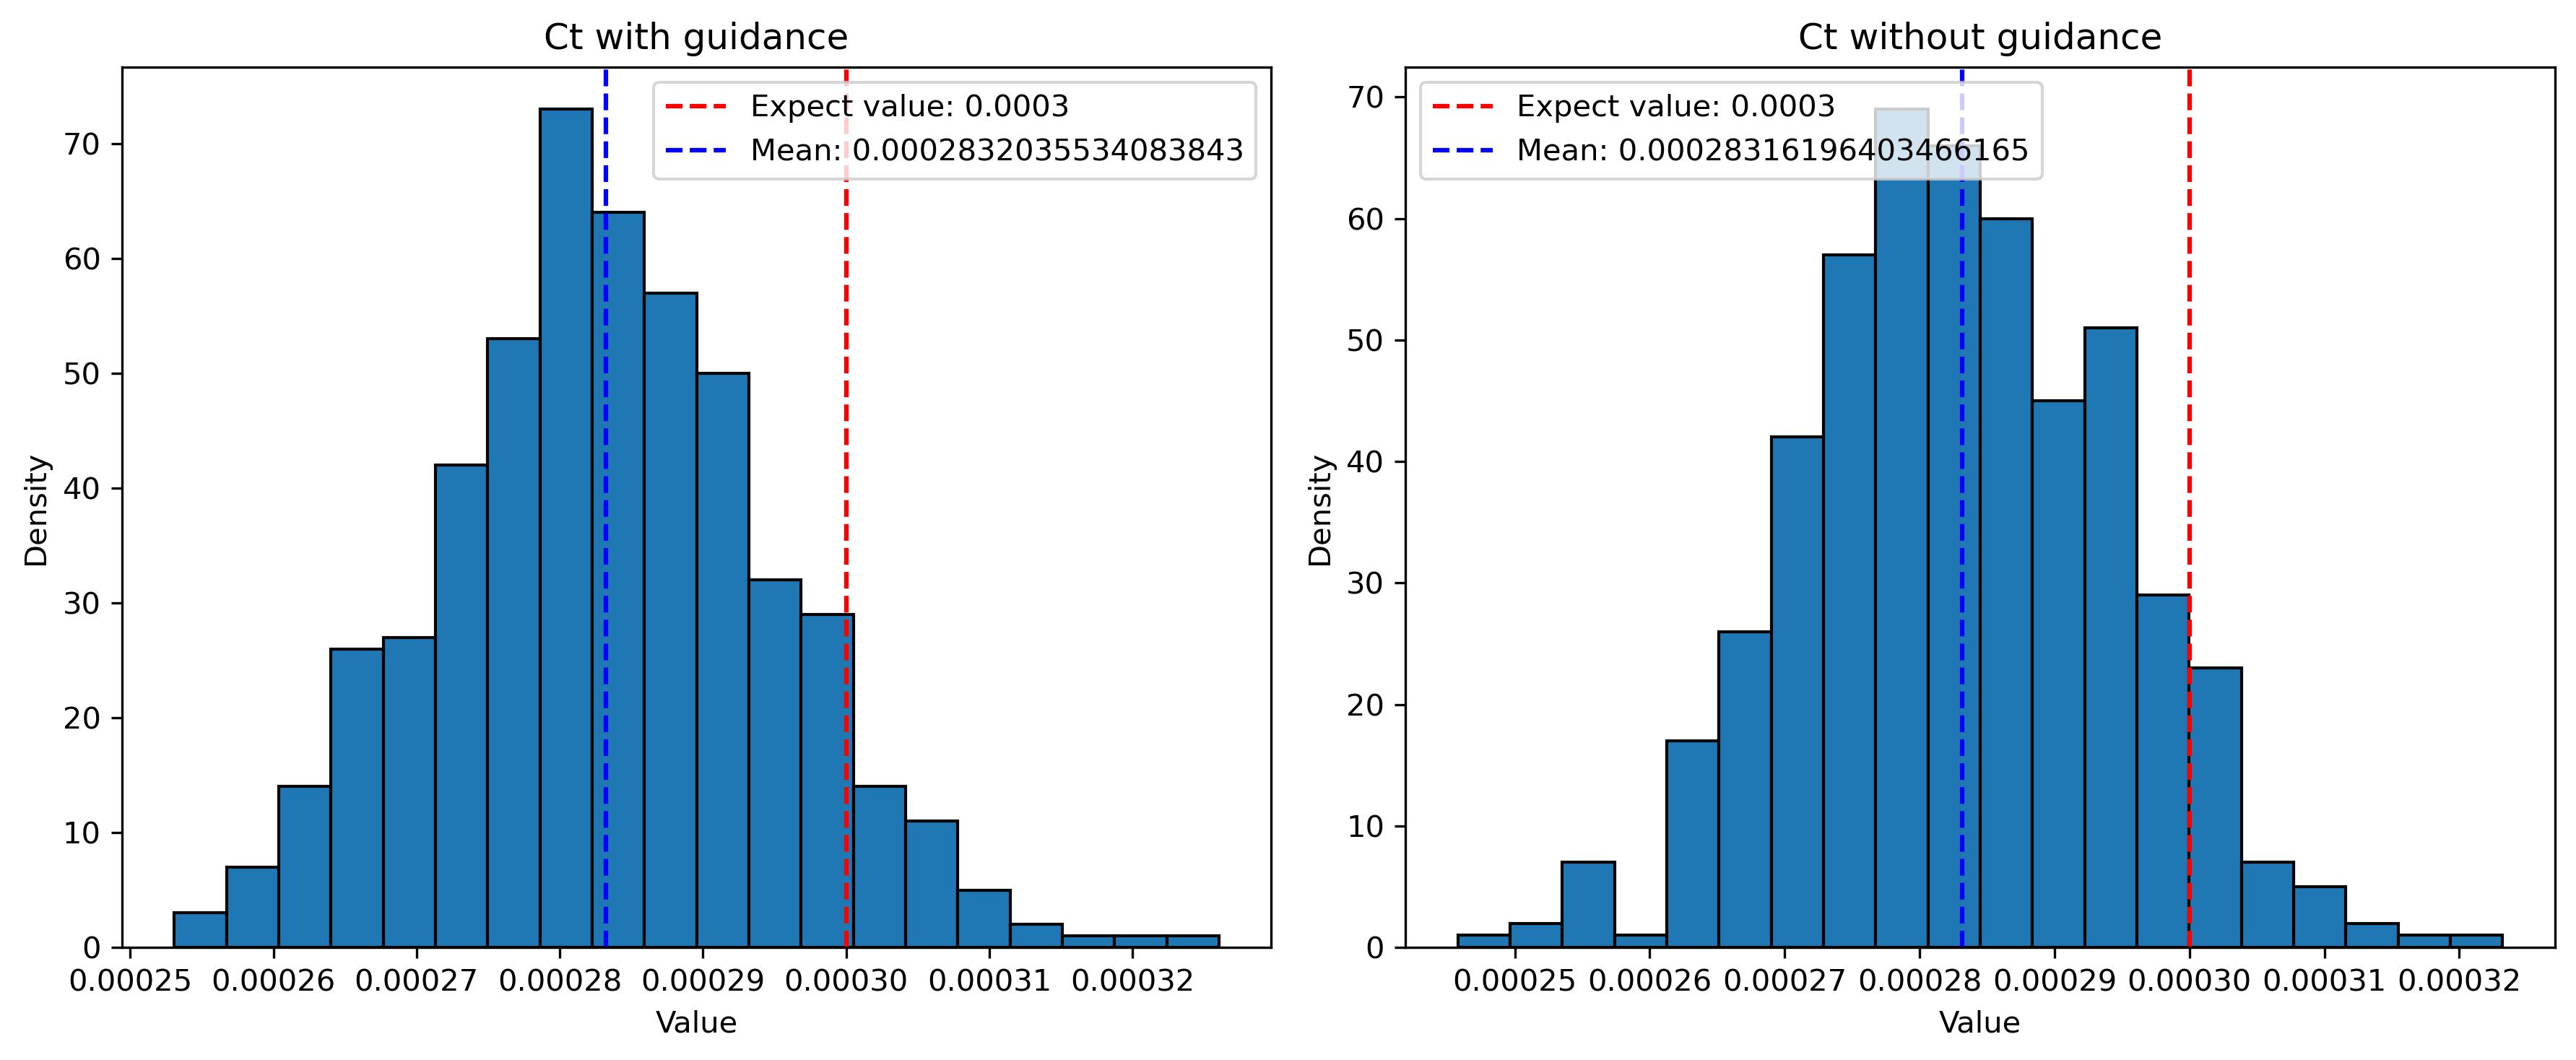 Ct with guidance
Expect value: 0.0003
Mean: 0.0002832035534083843
Density
70
60
50
40
30
20
10
0
0.00025 0.00026 0.00027 0.00028 0.00029 0.00030 0.00031 0.00032
Value
Ct without guidance
Expect value: 0.0003
Mean: 0.00028316196403466165
Density
70
60
50
40
30
20
10
0
0.00025 0.00026 0.00027 0.00028 0.00029 0.00030 0.00031 0.00032
Value